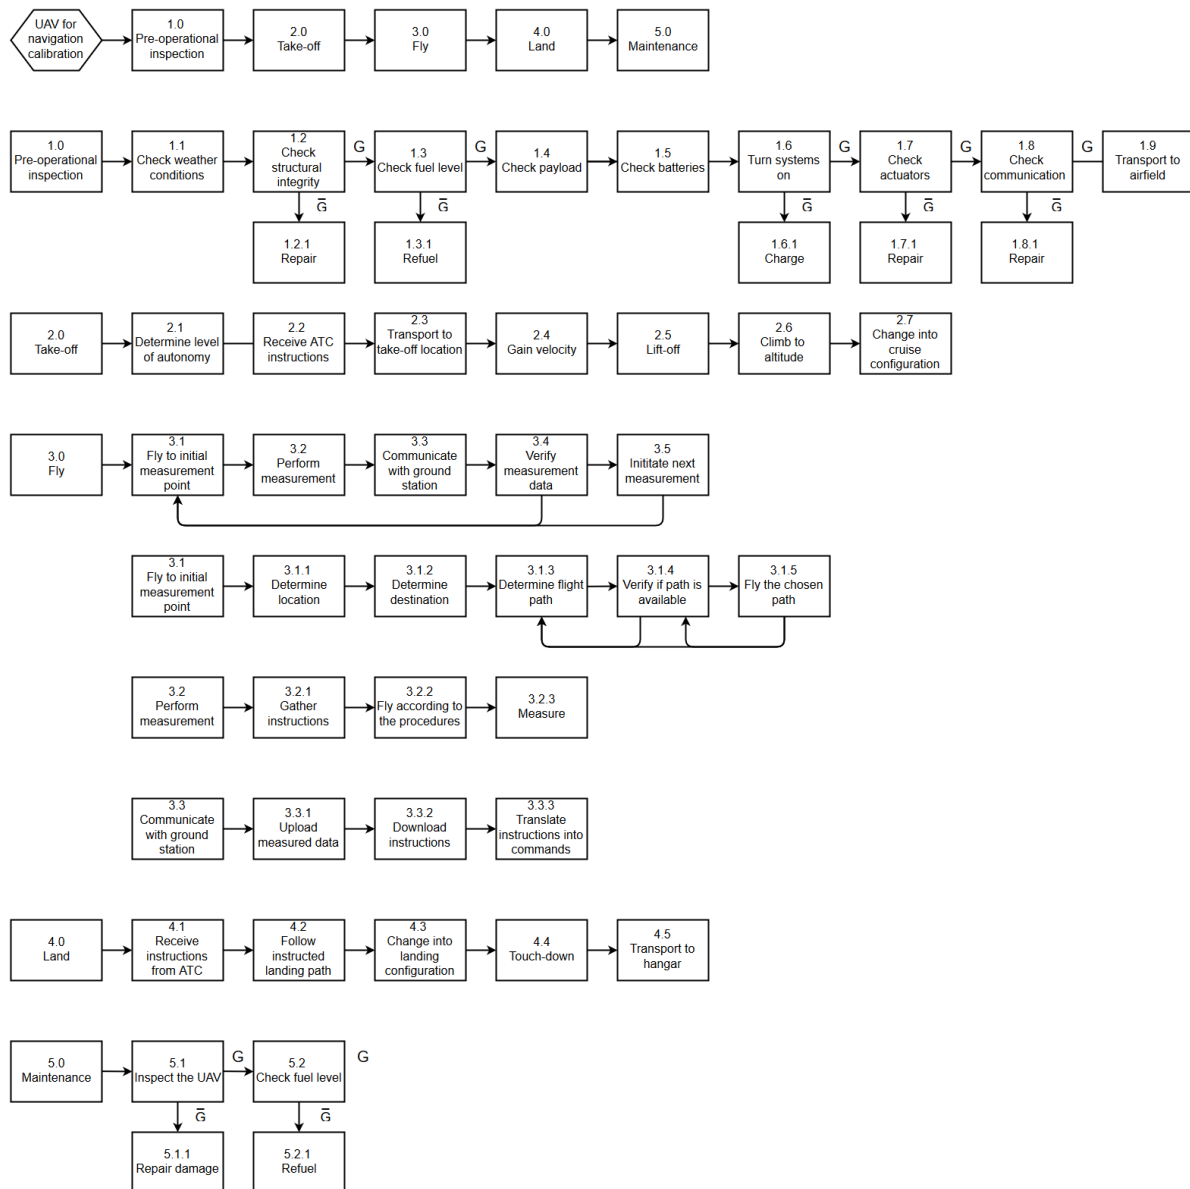 UAV for
navigation
calibration
1.0
Pre-operational
inspection
2.0
Take-off
3.0
Fly
4.0
Land
5.0
Maintenance
1.0
Pre-operational
inspection
1.1
Check weather
conditions
1.2
Check
structural
integrity
G
G̅
1.2.1
Repair
1.3
Check fuel level
G
G̅
1.3.1
Refuel
1.4
Check payload
1.5
Check batteries
1.6
Turn systems
on
G
G̅
1.6.1
Charge
1.7
Check
actuators
G
G̅
1.7.1
Repair
1.8
Check
communication
G
G̅
1.8.1
Repair
1.9
Transport to
airfield
2.0
Take-off
2.1
Determine level
of autonomy
2.2
Receive ATC
instructions
2.3
Transport to
take-off location
2.4
Gain velocity
2.5
Lift-off
2.6
Climb to
altitude
2.7
Change into
cruise
configuration
3.0
Fly
3.1
Fly to initial
measurement
point
3.2
Perform
measurement
3.3
Communicate
with ground
station
3.4
Verify
measurement
data
3.5
Inititate next
measurement
3.1
Fly to initial
measurement
point
3.1.1
Determine
location
3.1.2
Determine
destination
3.1.3
Determine flight
path
3.1.4
Verify if path is
available
3.1.5
Fly the chosen
path
3.2
Perform
measurement
3.2.1
Gather
instructions
3.2.2
Fly according to
the procedures
3.2.3
Measure
3.3
Communicate
with ground
station
3.3.1
Upload
measured data
3.3.2
Download
instructions
3.3.3
Translate
instructions into
commands
4.0
Land
4.1
Receive
instructions
from ATC
4.2
Follow
instructed
landing path
4.3
Change into
landing
configuration
4.4
Touch-down
4.5
Transport to
hangar
5.0
Maintenance
5.1
Inspect the UAV
G
G̅
5.1.1
Repair damage
5.2
Check fuel level
G
G̅
5.2.1
Refuel